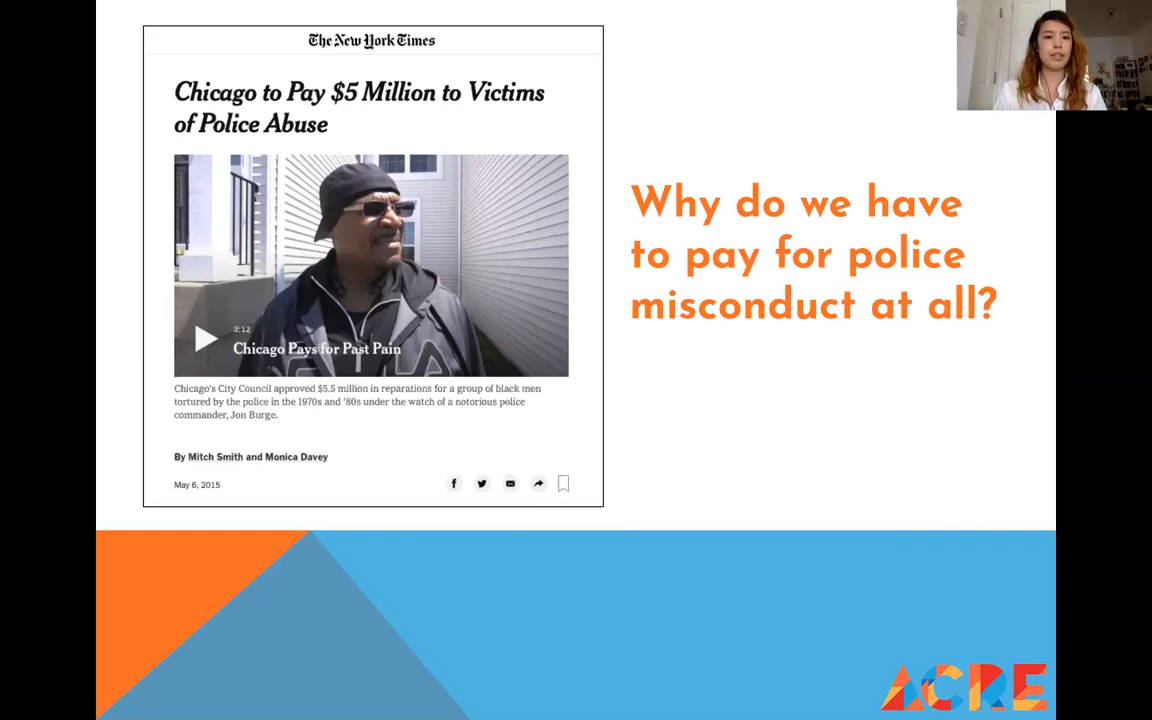 The New York Times
Chicago to Pay $5 Million to Victims
of Police Abuse
3:12
Chicago Pays for Past Pain
Chicago's City Council approved $5.5 million in reparations for a group of black men
tortured by the police in the 1970s and '80s under the watch of a notorious police
commander, Jon Burge.
By Mitch Smith and Monica Davey
May 6, 2015
Why do we have
to pay for police
misconduct at all?
ACRE